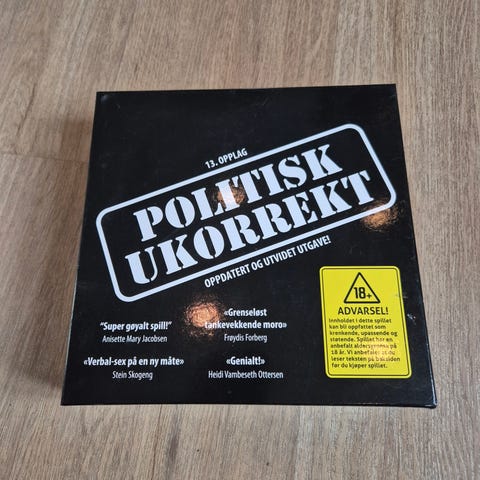 13. OPPLAG
POLITISK
UKORREKT
OPPDATERT OG UTVIDET UTGAVE!
"Super gøyalt spill!"
Anisette Mary Jacobsen
«Grenseløst
tankevekkende moro»
Frøydis Forberg
«Verbal-sex på en ny måte»
Stein Skogeng
«Genialt!»
Heidi Vambeseth Ottersen
18+
ADVARSEL!
Innholdet i dette spillet
kan bli oppfattet som
krenkende, upassende og
støtende. Spillet har en
anbefalt aldersgrense på
18 år. Vi anbefaler at du
leser teksten på baksiden
før du kjøper spillet.